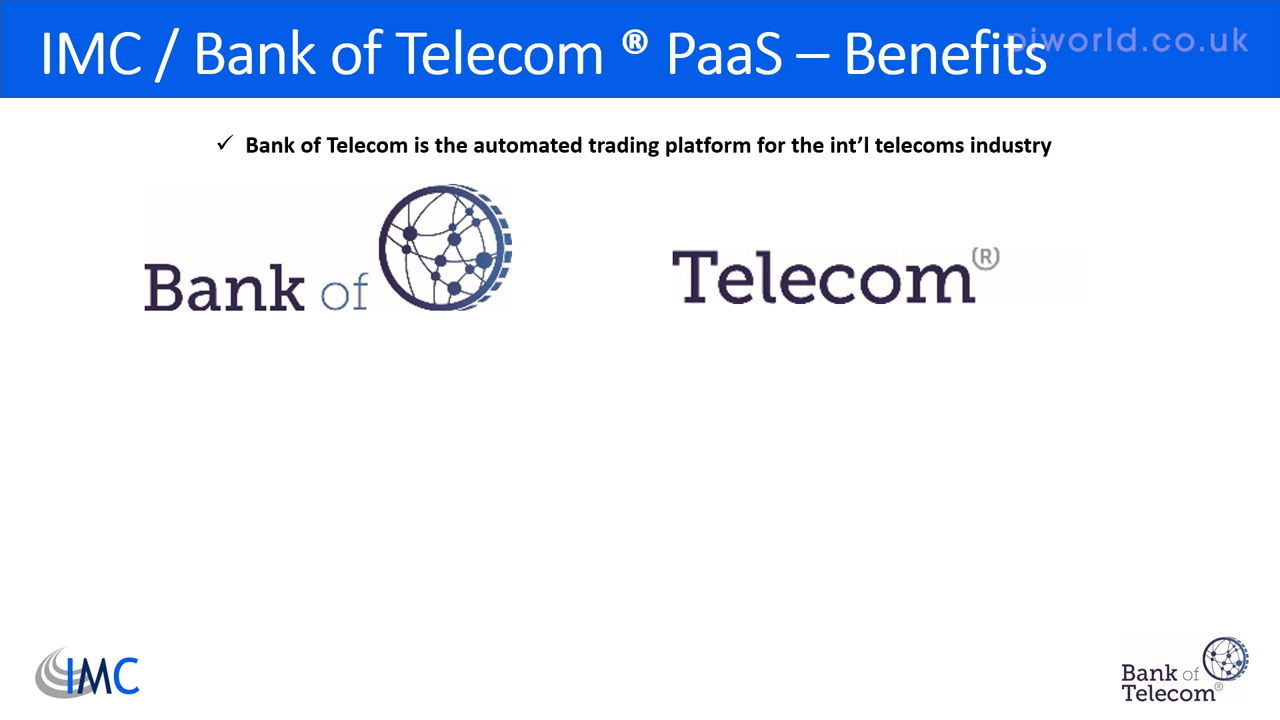 IMC / Bank of Telecom ® PaaS – Benefits
piworld.co.uk
✓ Bank of Telecom is the automated trading platform for the int'l telecoms industry
Bank of
Telecom(R)
IMC
Bank of
Telecom®